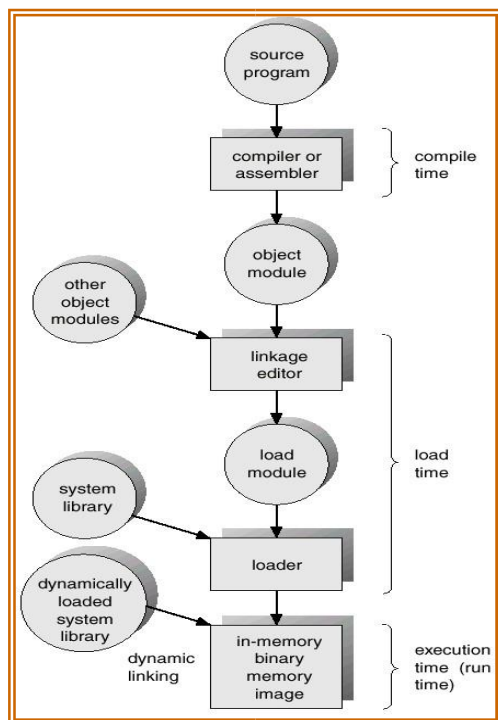 source
program
compiler or
assembler
compile
time
object
module
other
object
modules
linkage
editor
load
module
load
time
system
library
loader
dynamically
loaded
system
library
dynamic
linking
in-memory
binary
memory
image
execution
time (run
time)